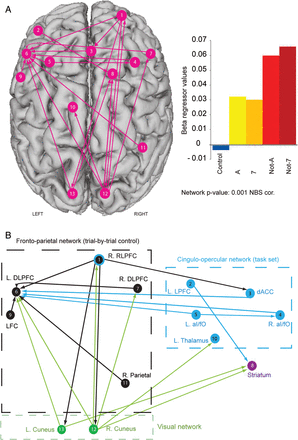 A
1
2
3
6
5
4
7
8
9
10
11
13
12
LEFT
RIGHT
Beta regressor values
0.07
0.06
0.05
0.04
0.03
0.02
0.01
0
-0.01
Control
A
7
Not-A
Not-7
Network p-value: 0.001 NBS cor.
B
Fronto-parietal network (trial-by-trial control)
R. RLPFC
1
Cingulo-opercular network (task set)
L. DLPFC
R. DLPFC
6
7
2
L. LPFC
3
dACC
9
LFC
5
4
L. aI/fO
R. aI/fO
L. Thalamus
10
R. Parietal
11
8
Striatum
L. Cuneus
13
12
R. Cuneus
Visual network